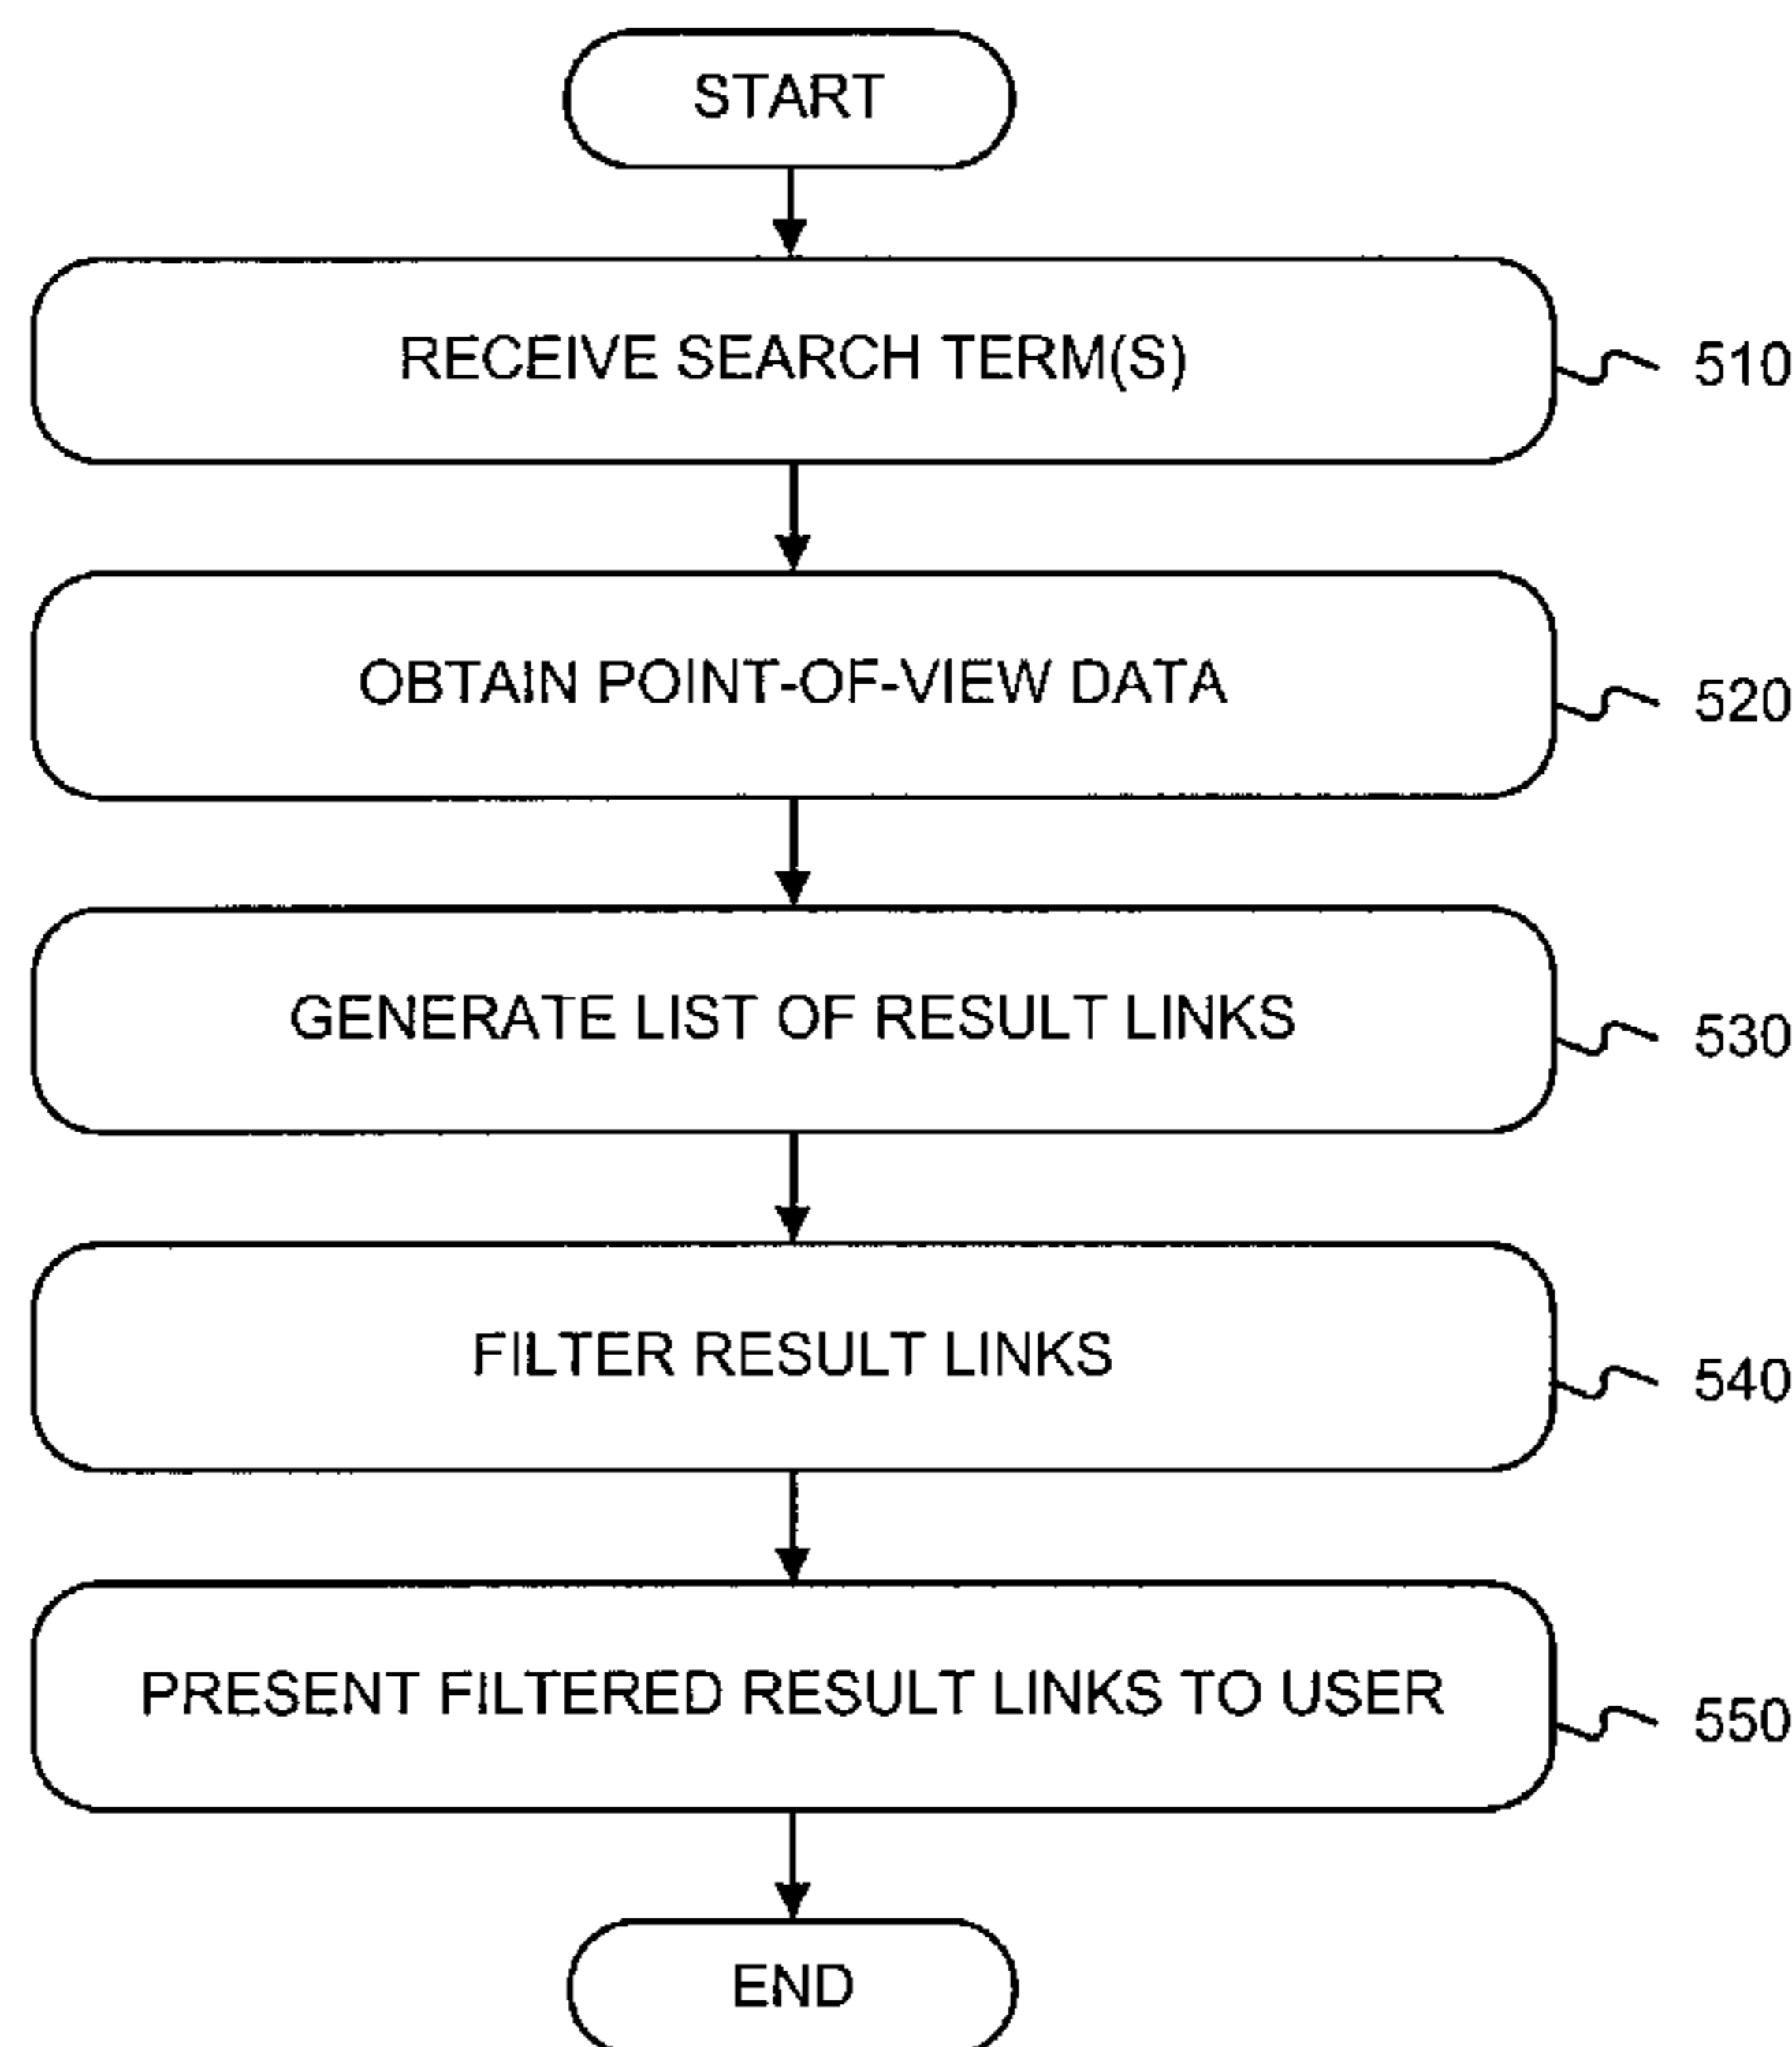 START
RECEIVE SEARCH TERM(S)
510
OBTAIN POINT-OF-VIEW DATA
520
GENERATE LIST OF RESULT LINKS
530
FILTER RESULT LINKS
540
PRESENT FILTERED RESULT LINKS TO USER
550
END